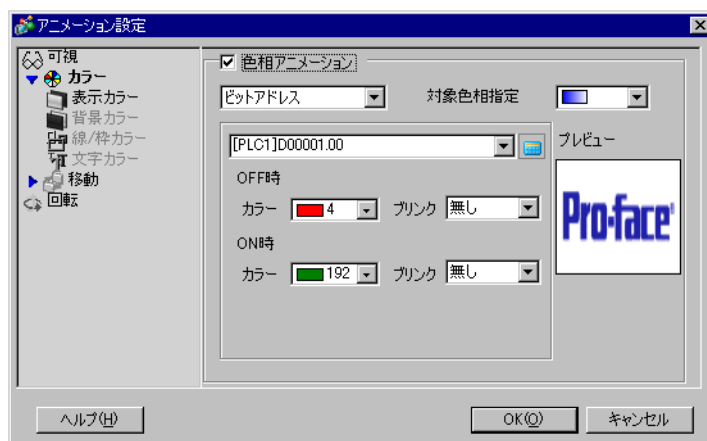 アニメーション設定
可視
カラー
表示カラー
背景カラー
線/枠カラー
文字カラー
移動
回転
色相アニメーション
ビットアドレス
対象色相指定
[PLC1]D00001.00
プレビュー
OFF時
カラー 4 ブリンク 無し
ON時
カラー 192 ブリンク 無し
Pro-face
ヘルプ(H)
OK(O)
キャンセル